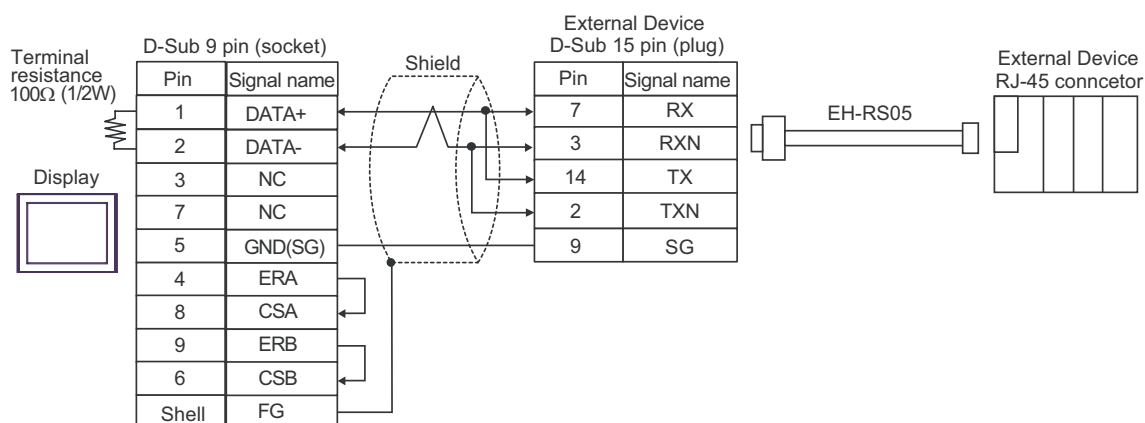 External Device
D-Sub 15 pin (plug)
D-Sub 9 pin (socket)
Terminal
resistance
100Ω (1/2W)
Shield
External Device
RJ-45 conncetor
Pin Signal name
1 DATA+
2 DATA-
3 NC
7 NC
5 GND(SG)
4 ERA
8 CSA
9 ERB
6 CSB
Shell FG
Pin Signal name
7 RX
3 RXN
14 TX
2 TXN
9 SG
EH-RS05
Display